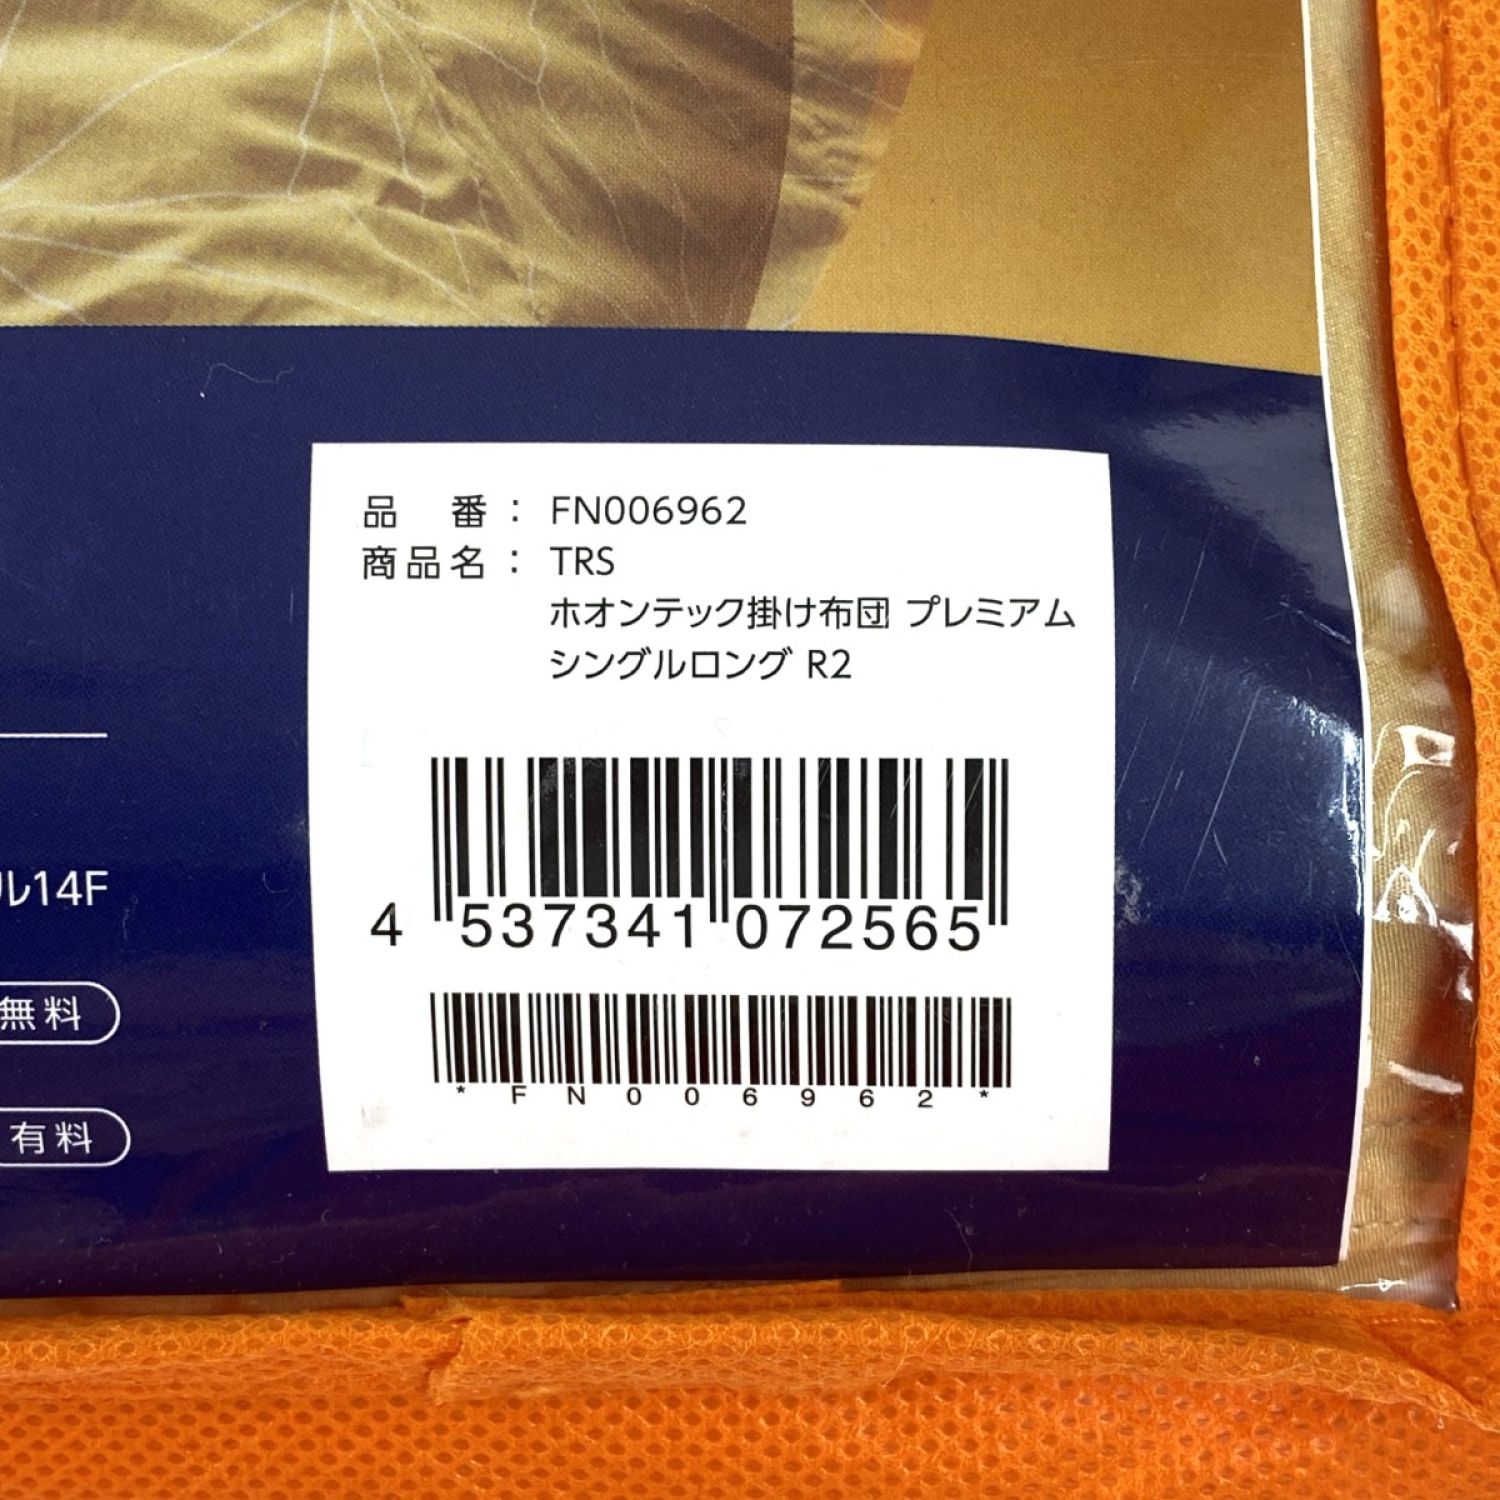 品 番 : FN006962
商品名 : TRS
ホオンテック掛け布団 プレミアム
シングルロング R2
4 537341 072565
*FN006962*
ル14F
無料
有料